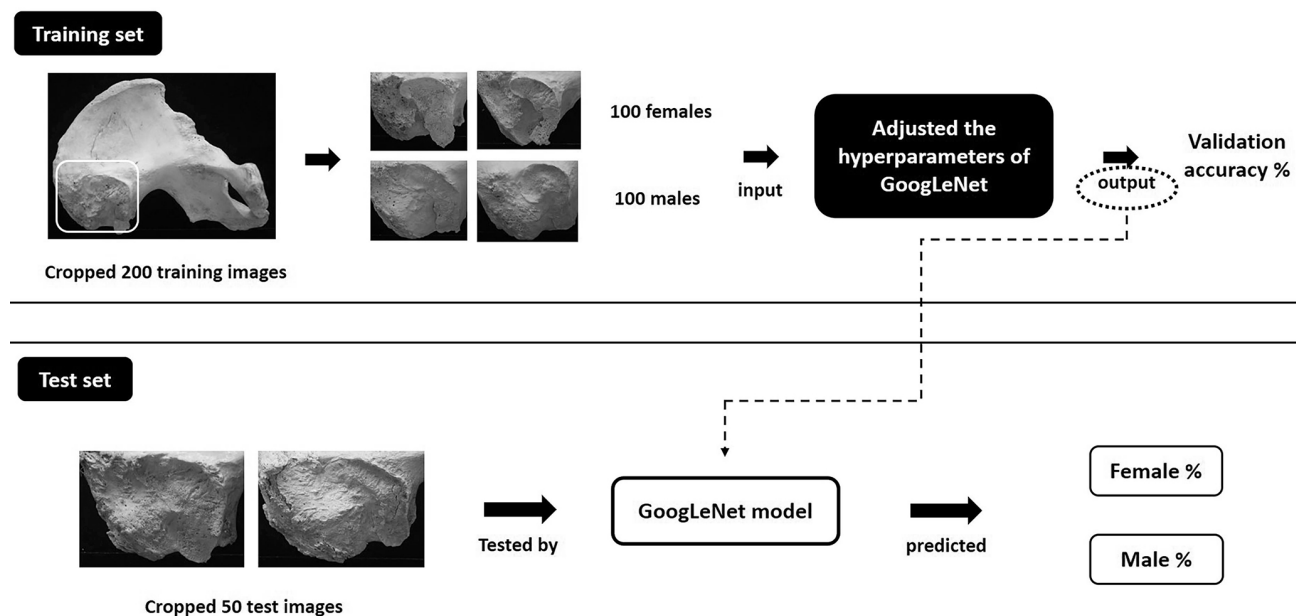 Training set
100 females
100 males
input
Adjusted the
hyperparameters of
GoogLeNet
output
Validation
accuracy %
Cropped 200 training images
Test set
Tested by
GoogLeNet model
predicted
Female %
Male %
Cropped 50 test images